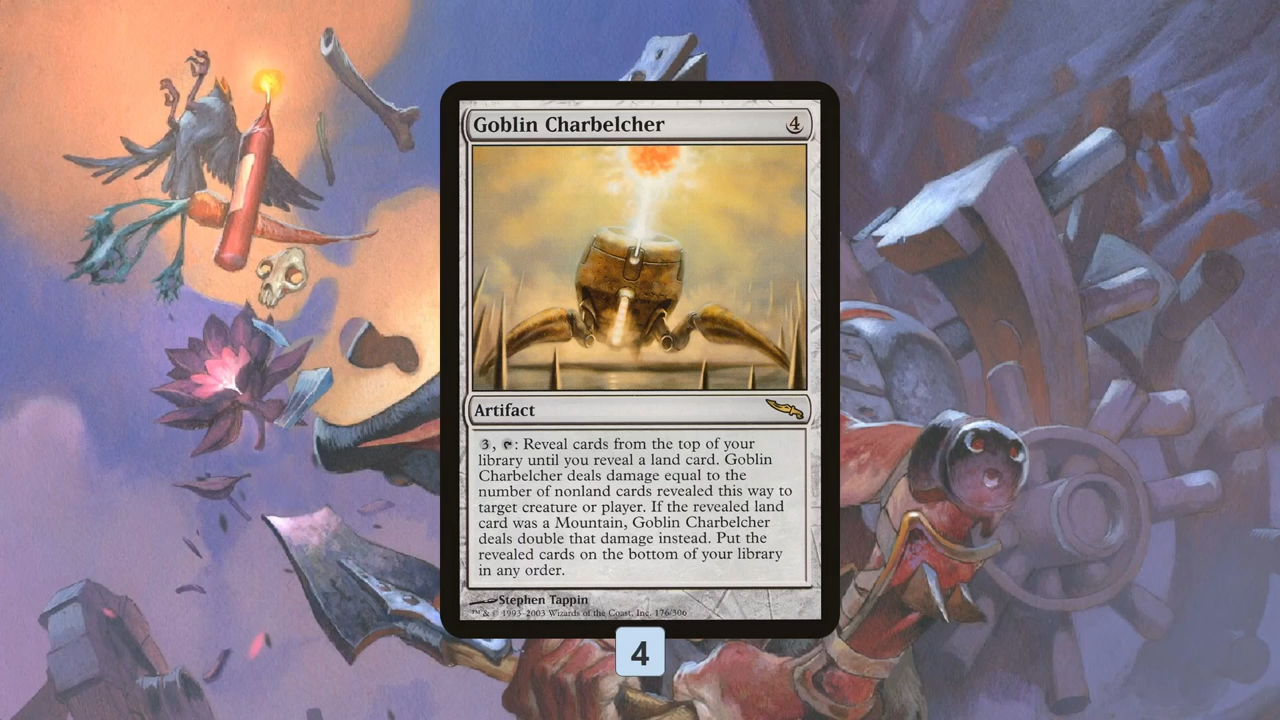 Goblin Charbelcher 4
Artifact
3, : Reveal cards from the top of your
library until you reveal a land card. Goblin
Charbelcher deals damage equal to the
number of nonland cards revealed this way to
target creature or player. If the revealed land
card was a Mountain, Goblin Charbelcher
deals double that damage instead. Put the
revealed cards on the bottom of your library
in any order.
Stephen Tappin
™ & © 1993-2003 Wizards of the Coast, Inc. 176/306
4